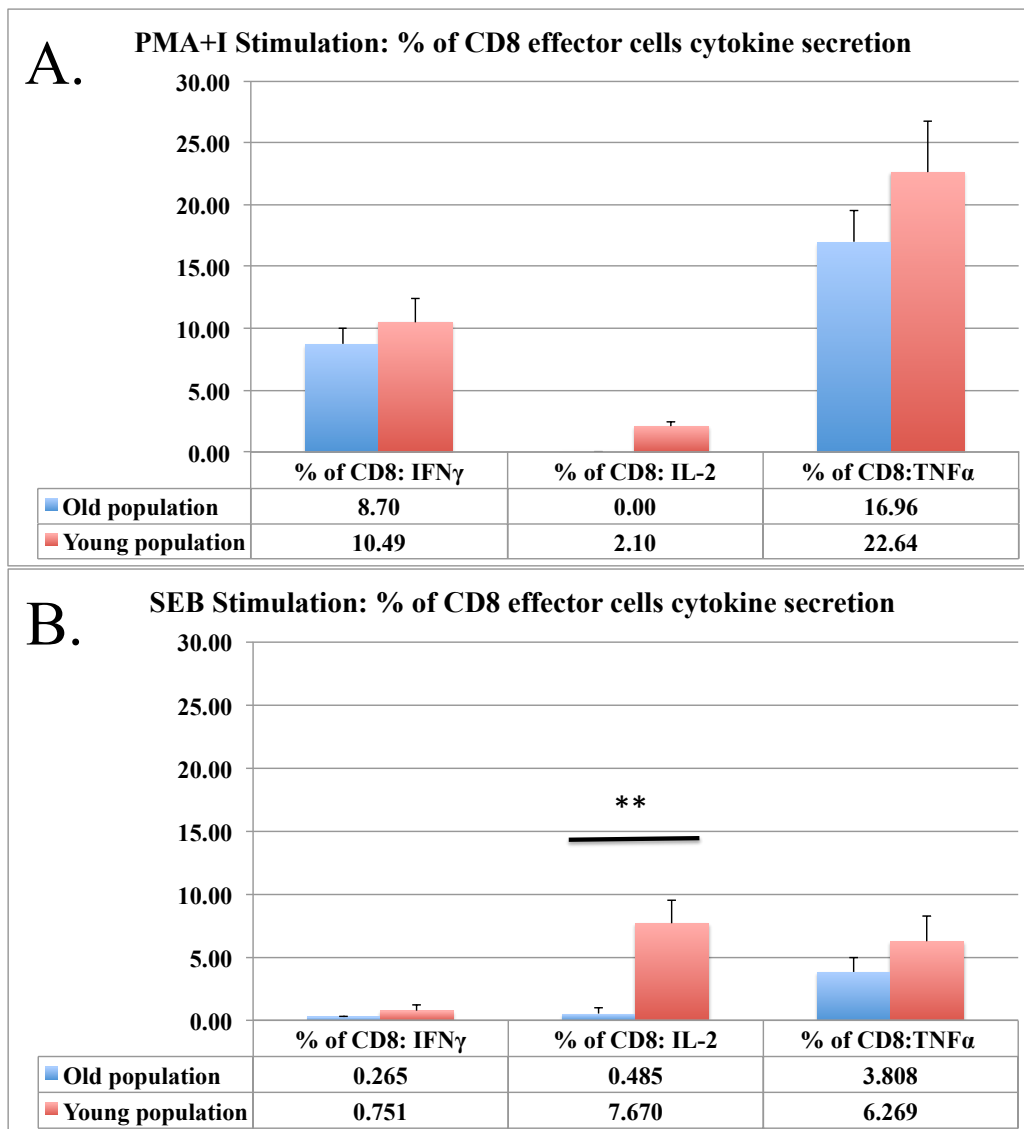 A.
PMA+I Stimulation: % of CD8 effector cells cytokine secretion
30.00
25.00
20.00
15.00
10.00
5.00
0.00
% of CD8: IFNγ % of CD8: IL-2 % of CD8:TNFα
Old population 8.70 0.00 16.96
Young population 10.49 2.10 22.64
B.
SEB Stimulation: % of CD8 effector cells cytokine secretion
30.00
25.00
20.00
15.00
10.00
5.00
0.00
**
% of CD8: IFNγ % of CD8: IL-2 % of CD8:TNFα
Old population 0.265 0.485 3.808
Young population 0.751 7.670 6.269